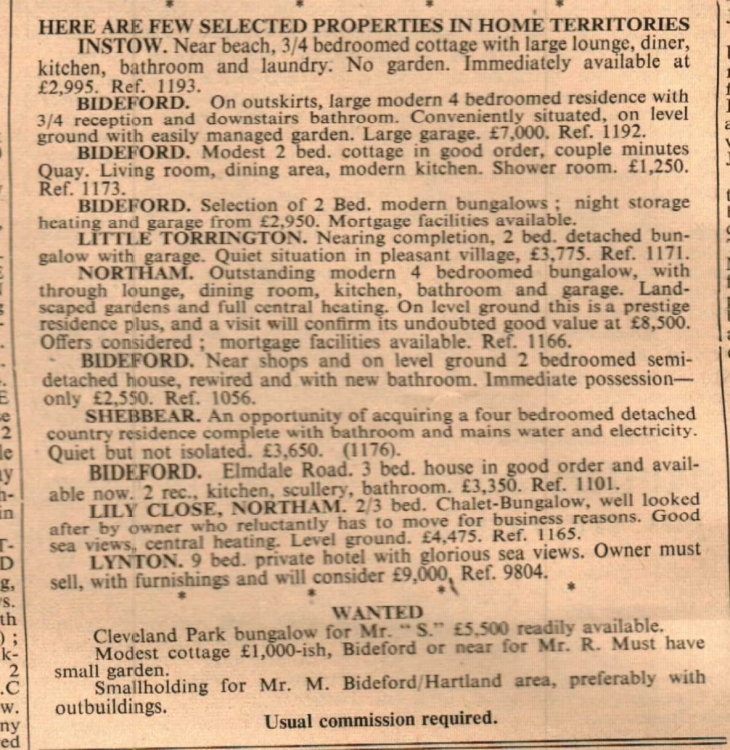 * * * *
HERE ARE FEW SELECTED PROPERTIES IN HOME TERRITORIES
INSTOW. Near beach, 3/4 bedroomed cottage with large lounge, diner,
kitchen, bathroom and laundry. No garden. Immediately available at
£2,995. Ref. 1193.
BIDEFORD. On outskirts, large modern 4 bedroomed residence with
3/4 reception and downstairs bathroom. Conveniently situated, on level
ground with easily managed garden. Large garage. £7,000. Ref. 1192.
BIDEFORD. Modest 2 bed. cottage in good order, couple minutes
Quay. Living room, dining area, modern kitchen. Shower room. £1,250.
Ref. 1173.
BIDEFORD. Selection of 2 Bed. modern bungalows ; night storage
heating and garage from £2,950. Mortgage facilities available.
LITTLE TORRINGTON. Nearing completion, 2 bed. detached bun-
galow with garage. Quiet situation in pleasant village, £3,775. Ref. 1171.
NORTHAM. Outstanding modern 4 bedroomed bungalow, with
through lounge, dining room, kitchen, bathroom and garage. Land-
scaped gardens and full central heating. On level ground this is a prestige
residence plus, and a visit will confirm its undoubted good value at £8,500.
Offers considered ; mortgage facilities available. Ref. 1166.
BIDEFORD. Near shops and on level ground 2 bedroomed semi-
detached house, rewired and with new bathroom. Immediate possession—
only £2,550. Ref. 1056.
SHEBBEAR. An opportunity of acquiring a four bedroomed detached
country residence complete with bathroom and mains water and electricity.
Quiet but not isolated. £3,650. (1176).
BIDEFORD. Elmdale Road. 3 bed. house in good order and avail-
able now. 2 rec., kitchen, scullery, bathroom. £3,350. Ref. 1101.
LILY CLOSE, NORTHAM. 2/3 bed. Chalet-Bungalow, well looked
after by owner who reluctantly has to move for business reasons. Good
sea views, central heating. Level ground. £4,475. Ref. 1165.
LYNTON. 9 bed. private hotel with glorious sea views. Owner must
sell, with furnishings and will consider £9,000. Ref. 9804.
* * * *
WANTED
Cleveland Park bungalow for Mr. "S." £5,500 readily available.
Modest cottage £1,000-ish, Bideford or near for Mr. R. Must have
small garden.
Smallholding for Mr. M. Bideford/Hartland area, preferably with
outbuildings.
Usual commission required.